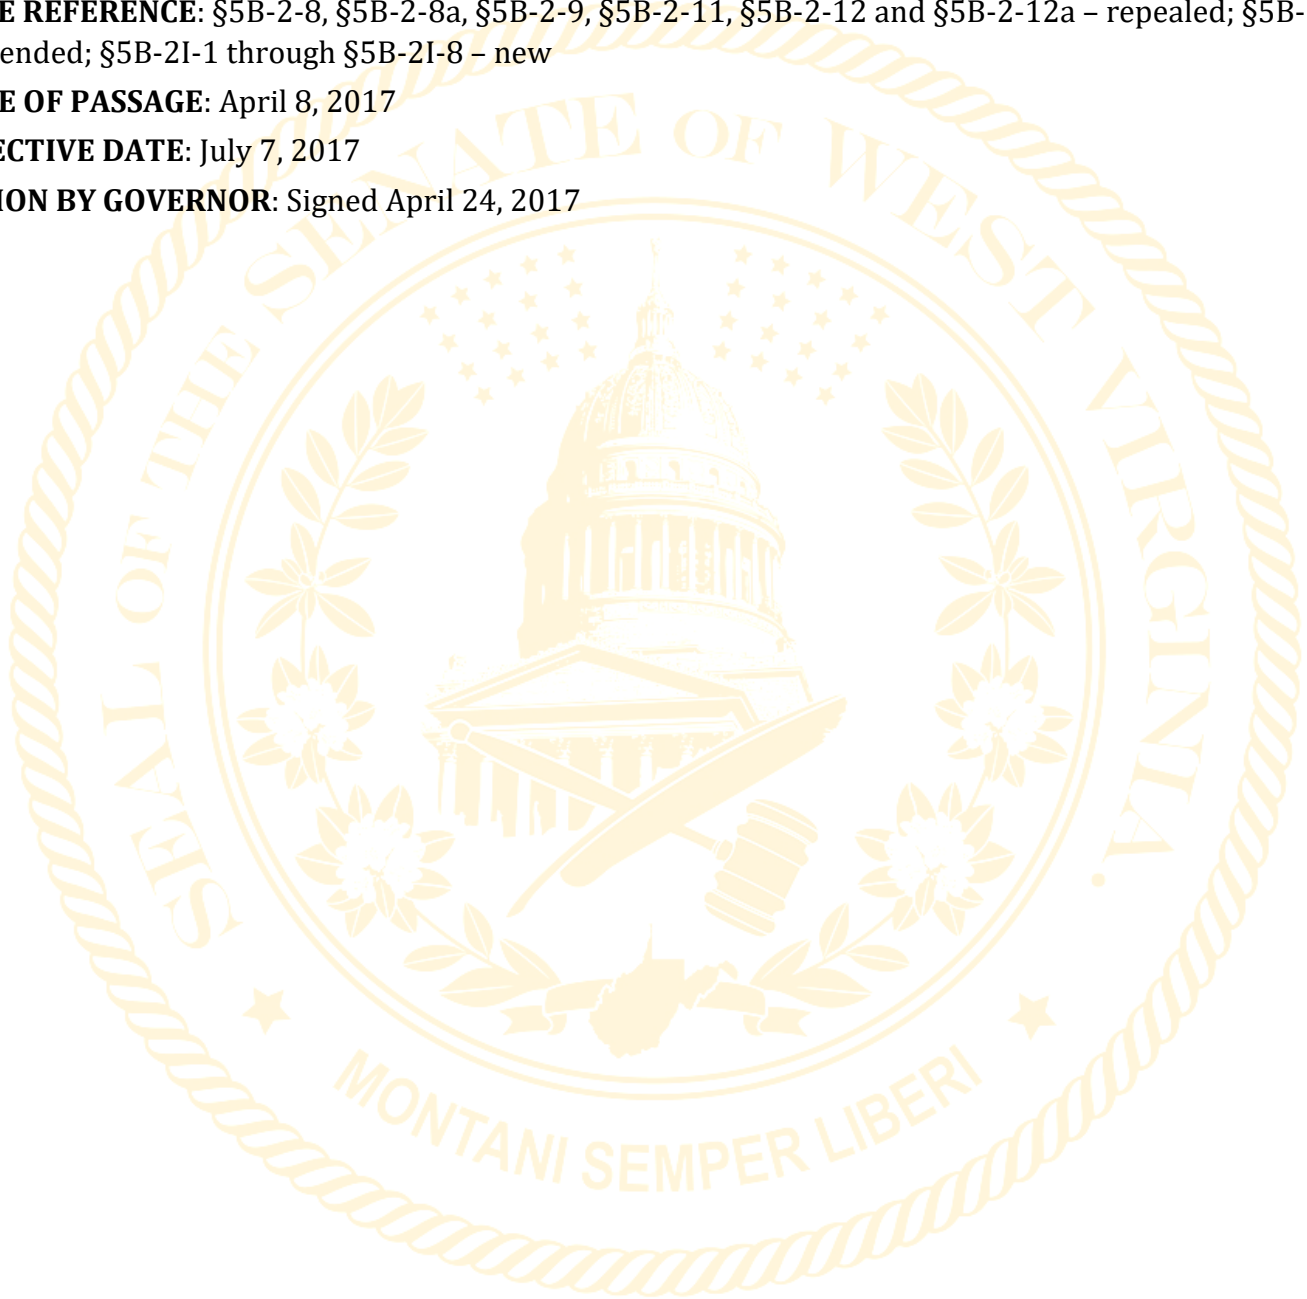 E REFERENCE: §5B-2-8, §5B-2-8a, §5B-2-9, §5B-2-11, §5B-2-12 and §5B-2-12a – repealed; §5B-
ended; §5B-2I-1 through §5B-2I-8 – new
E OF PASSAGE: April 8, 2017
ECTIVE DATE: July 7, 2017
ION BY GOVERNOR: Signed April 24, 2017
SEAL OF THE SENATE OF WEST VIRGINIA
MONTANI SEMPER LIBERI